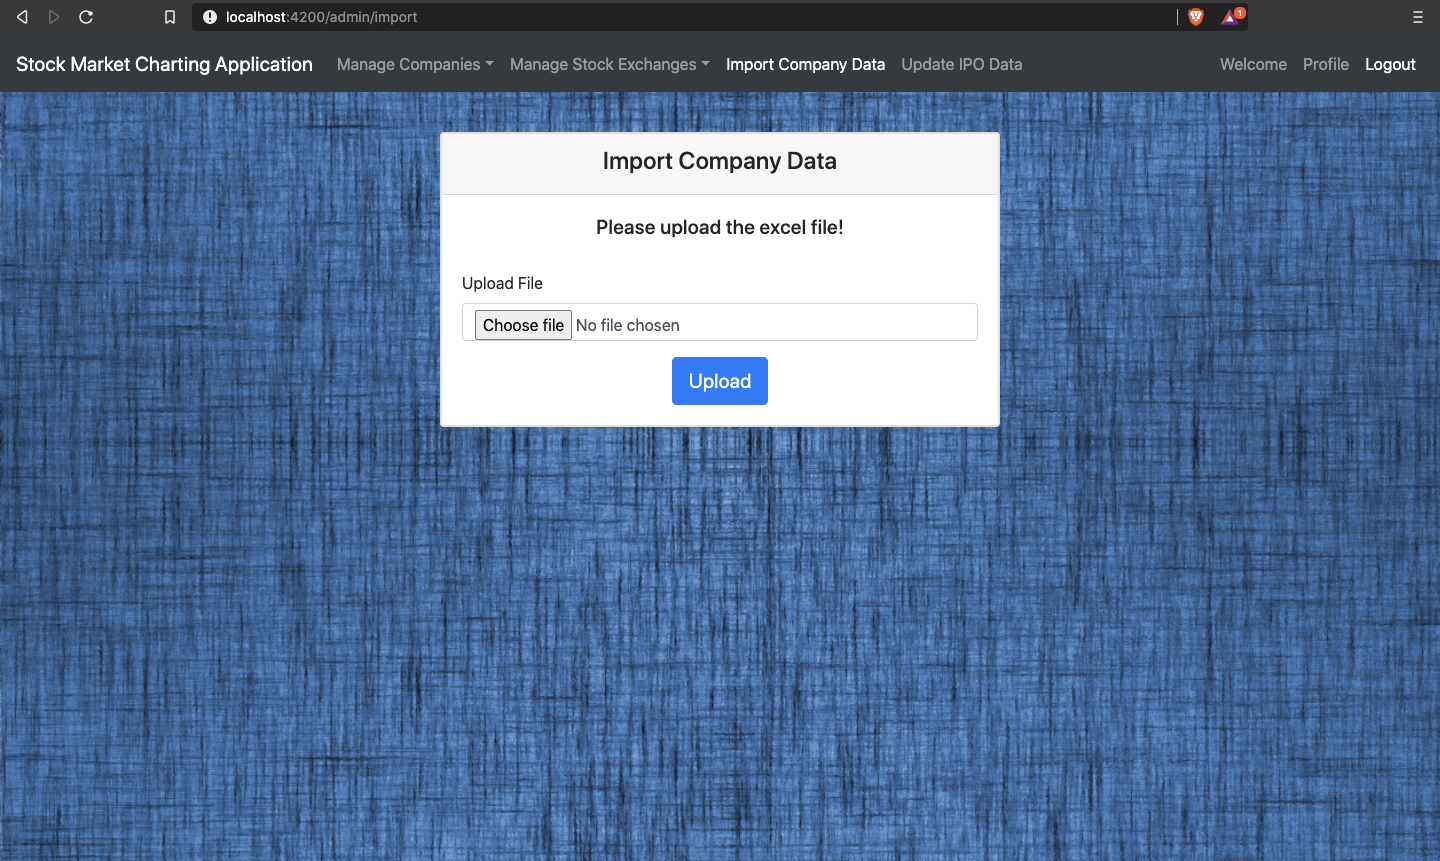 localhost:4200/admin/import
1
Stock Market Charting Application Manage Companies Manage Stock Exchanges Import Company Data Update IPO Data Welcome Profile Logout
Import Company Data
Please upload the excel file!
Upload File
Choose file No file chosen
Upload